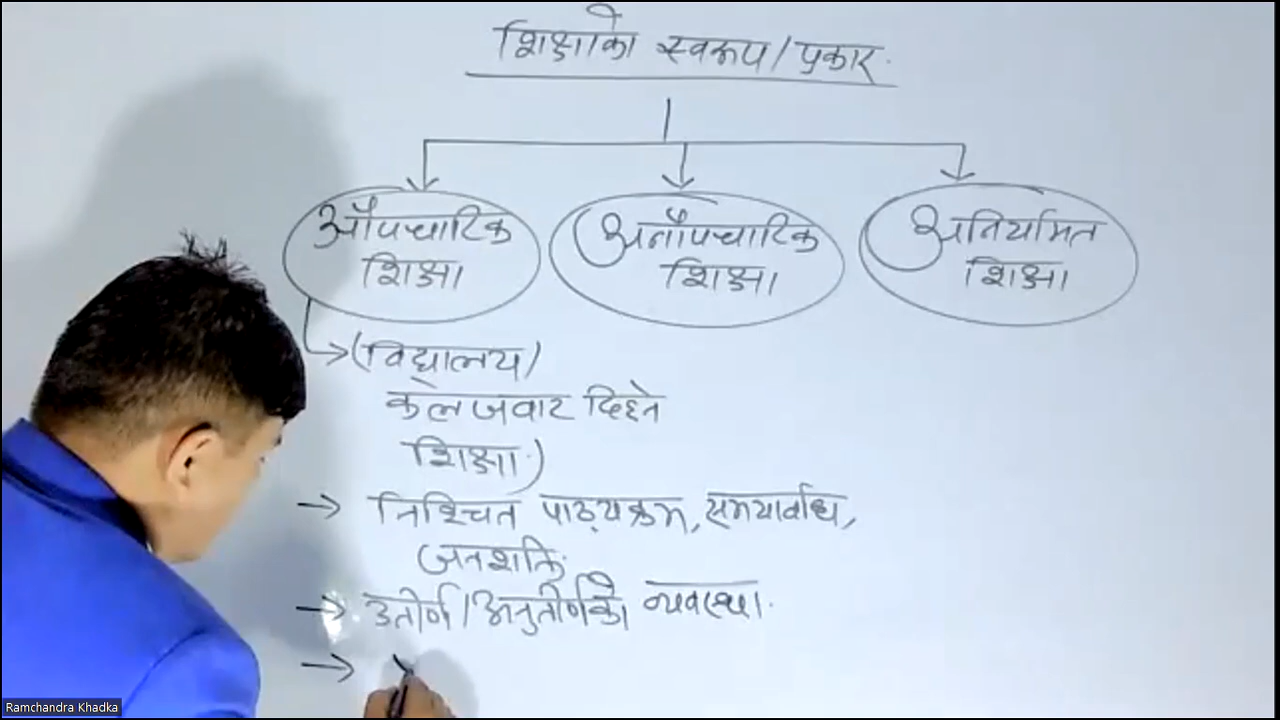 शिक्षाको स्वरूप/प्रकार.
औपचारिक
शिक्षा
अनौपचारिक
शिक्षा
अनियमित
शिक्षा
→(विद्यालय/
कलेजबाट दिइने
शिक्षा.)
→ निश्चित पाठ्यक्रम, समयावधि,
जनशक्ति.
→ उतीर्ण/अनुतीर्णको व्यवस्था.
→
Ramchandra Khadka